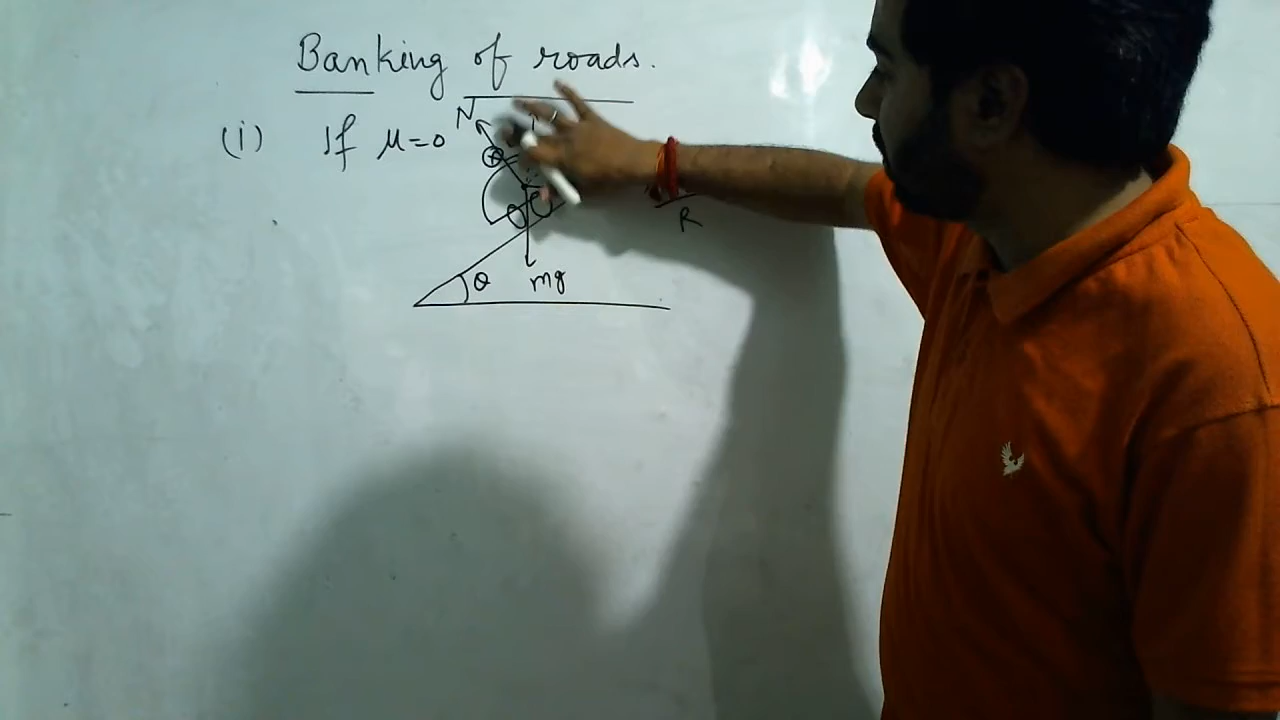 Banking of roads.
(i) If μ=0
N
θ
R
θ mg